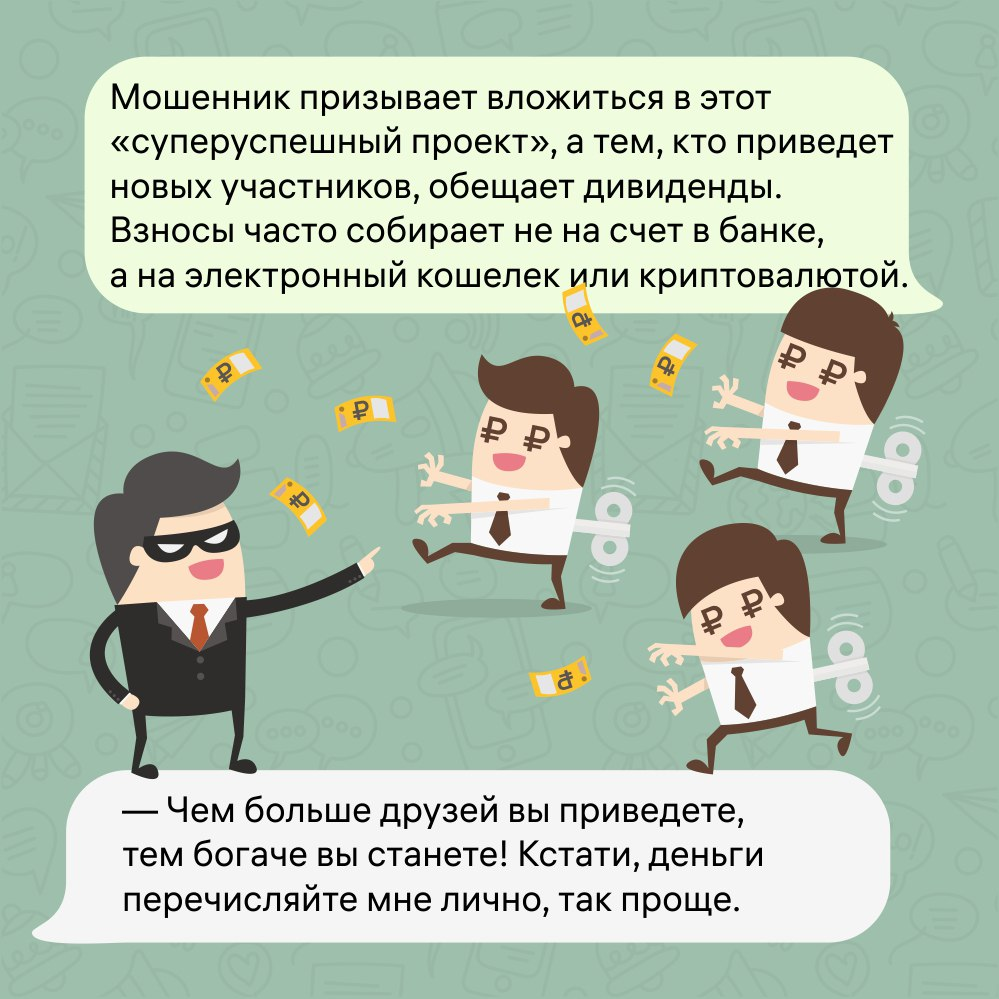 Мошенник призывает вложиться в этот
«суперуспешный проект», а тем, кто приведет
новых участников, обещает дивиденды.
Взносы часто собирает не на счет в банке,
а на электронный кошелек или криптовалютой.
₽
₽
₽
₽
₽
₽
₽ ₽
₽ ₽
₽ ₽
— Чем больше друзей вы приведете,
тем богаче вы станете! Кстати, деньги
перечисляйте мне лично, так проще.